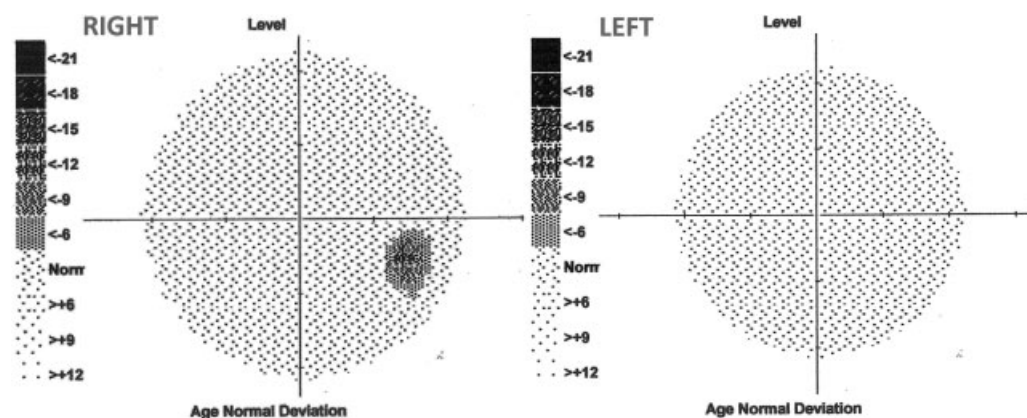 RIGHT
Level
<-21
<-18
<-15
<-12
<-9
<-6
Norm
>+6
>+9
>+12
Age Normal Deviation
LEFT
Level
<-21
<-18
<-15
<-12
<-9
<-6
Norm
>+6
>+9
>+12
Age Normal Deviation